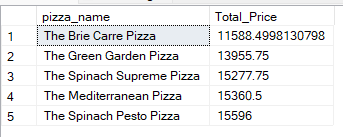 pizza_name Total_Price
1 The Brie Carre Pizza 11588.4998130798
2 The Green Garden Pizza 13955.75
3 The Spinach Supreme Pizza 15277.75
4 The Mediterranean Pizza 15360.5
5 The Spinach Pesto Pizza 15596